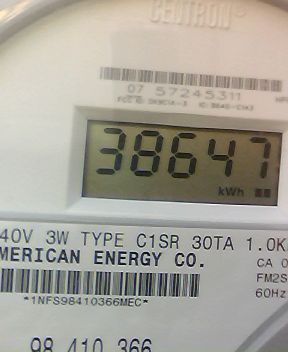 CENTRON®
07 57245311
38647
kWh
40V 3W TYPE C1SR 30TA 1.0K
MERICAN ENERGY CO.
CA 0
FM2S
60Hz
*1NFS98410366MEC*
98 410 366